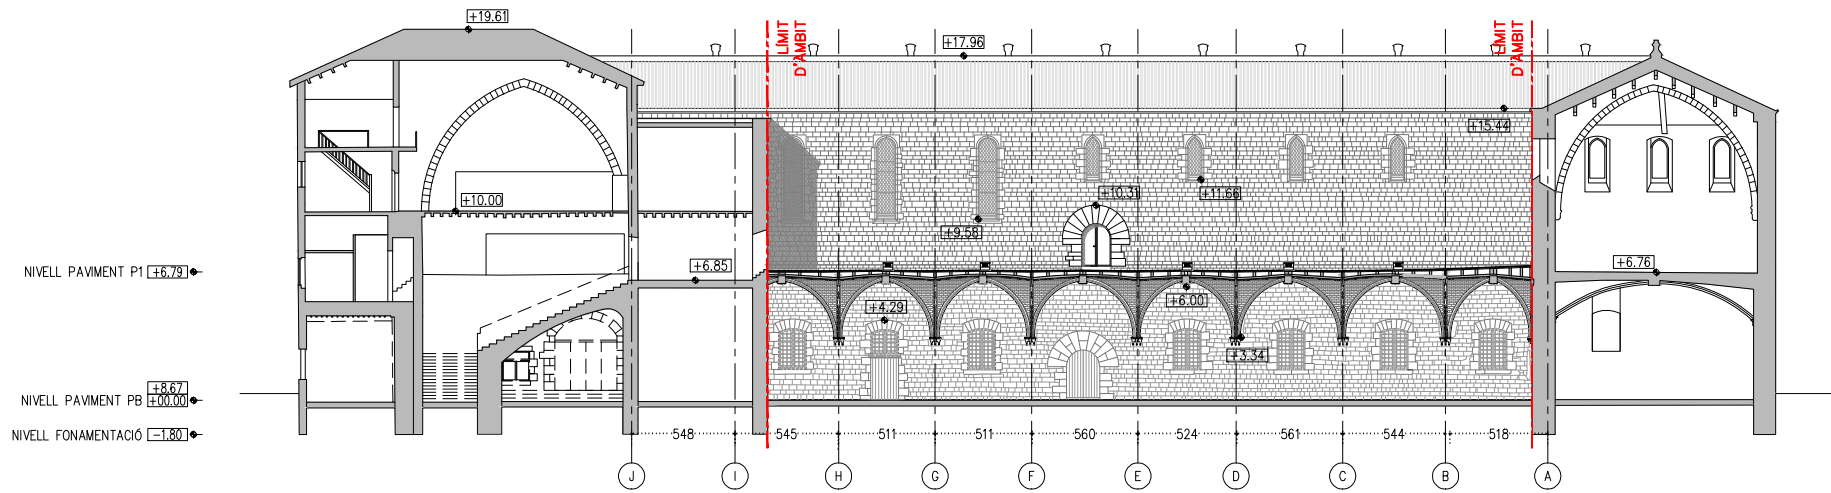 +19.61
+17.96
LÍMIT
D'ÀMBIT
LÍMIT
D'ÀMBIT
+15.44
+10.31
+11.66
+10.00
+9.58
NIVELL PAVIMENT P1 +6.79
+6.85
+6.76
+6.00
+4.29
+3.34
+8.67
NIVELL PAVIMENT PB +00.00
NIVELL FONAMENTACIÓ -1.80
548 545 511 511 560 524 561 544 518
J I H G F E D C B A